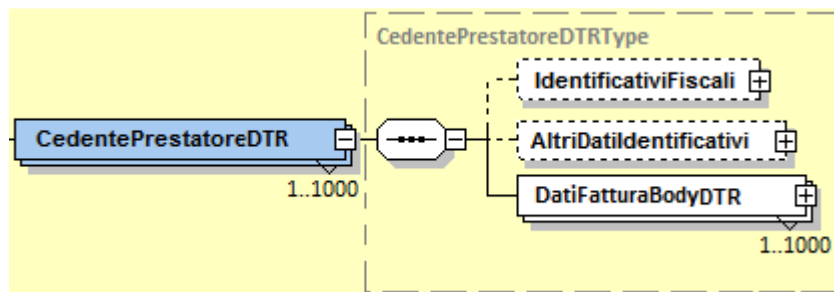 CedentePrestatoreDTRType
IdentificativiFiscali
CedentePrestatoreDTR
AltriDatiIdentificativi
1..1000
DatiFatturaBodyDTR
1..1000